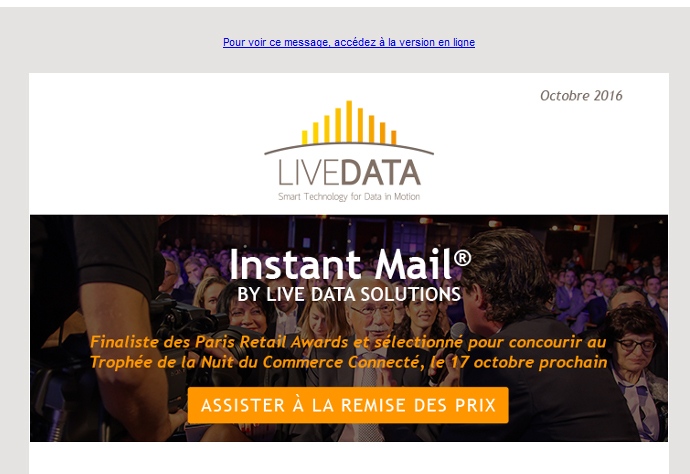 Pour voir ce message, accédez à la version en ligne
Octobre 2016
LIVEDATA
Smart Technology for Data in Motion
Instant Mail®
BY LIVE DATA SOLUTIONS
Finaliste des Paris Retail Awards et sélectionné pour concourir au
Trophée de la Nuit du Commerce Connecté, le 17 octobre prochain
ASSISTER À LA REMISE DES PRIX